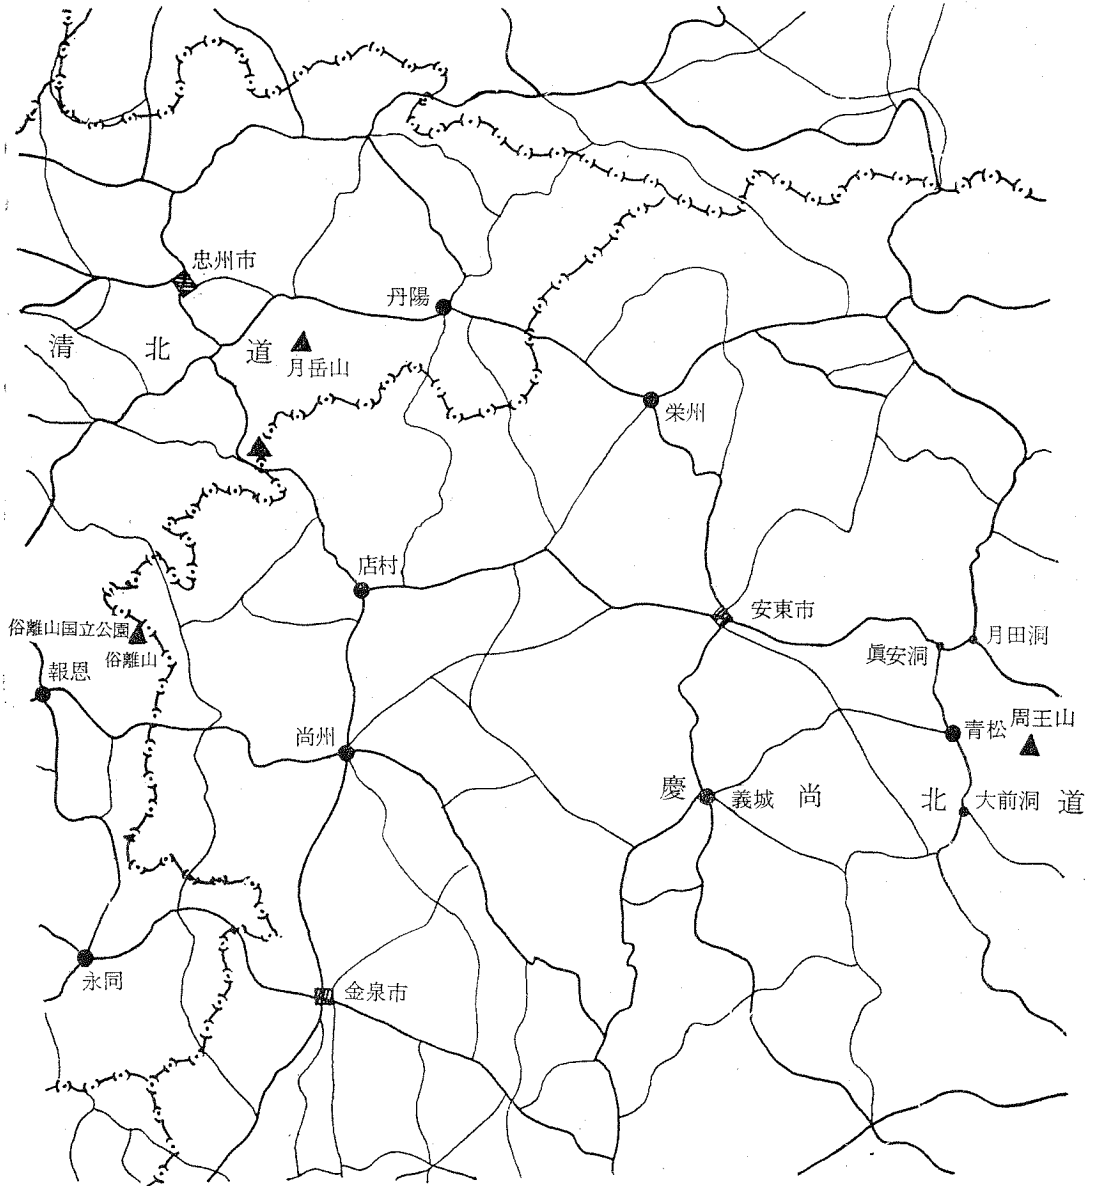 忠州市
丹陽
清北道
月岳山
栄州
店村
安東市
俗離山国立公園
俗離山
月田洞
眞安洞
報恩
尚州
青松
周王山
慶尚北道
義城
大前洞
永同
金泉市